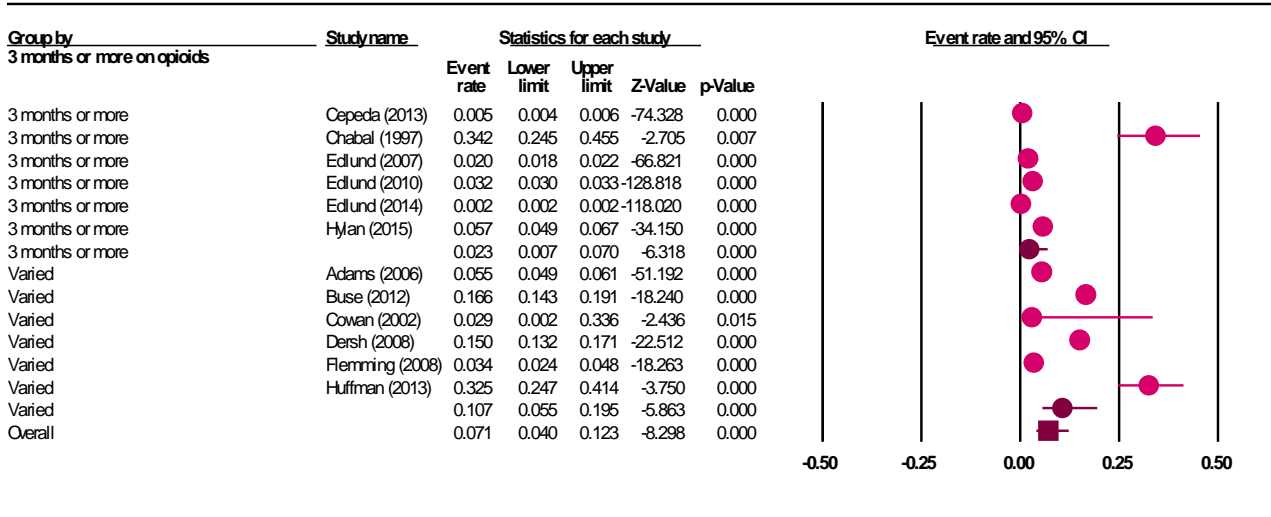 Group by Study name Statistics for each study Event rate and 95% CI
3 months or more on opioids
Event Lower Upper
rate limit limit Z-Value p-Value
3 months or more Cepeda (2013) 0.005 0.004 0.006 -74.328 0.000
3 months or more Chabal (1997) 0.342 0.245 0.455 -2.705 0.007
3 months or more Edlund (2007) 0.020 0.018 0.022 -66.821 0.000
3 months or more Edlund (2010) 0.032 0.030 0.033 -128.818 0.000
3 months or more Edlund (2014) 0.002 0.002 0.002 -118.020 0.000
3 months or more Hylan (2015) 0.057 0.049 0.067 -34.150 0.000
3 months or more 0.023 0.007 0.070 -6.318 0.000
Varied Adams (2006) 0.055 0.049 0.061 -51.192 0.000
Varied Buse (2012) 0.166 0.143 0.191 -18.240 0.000
Varied Cowan (2002) 0.029 0.002 0.336 -2.436 0.015
Varied Dersh (2008) 0.150 0.132 0.171 -22.512 0.000
Varied Flemming (2008) 0.034 0.024 0.048 -18.263 0.000
Varied Huffman (2013) 0.325 0.247 0.414 -3.750 0.000
Varied 0.107 0.055 0.195 -5.863 0.000
Overall 0.071 0.040 0.123 -8.298 0.000
-0.50 -0.25 0.00 0.25 0.50